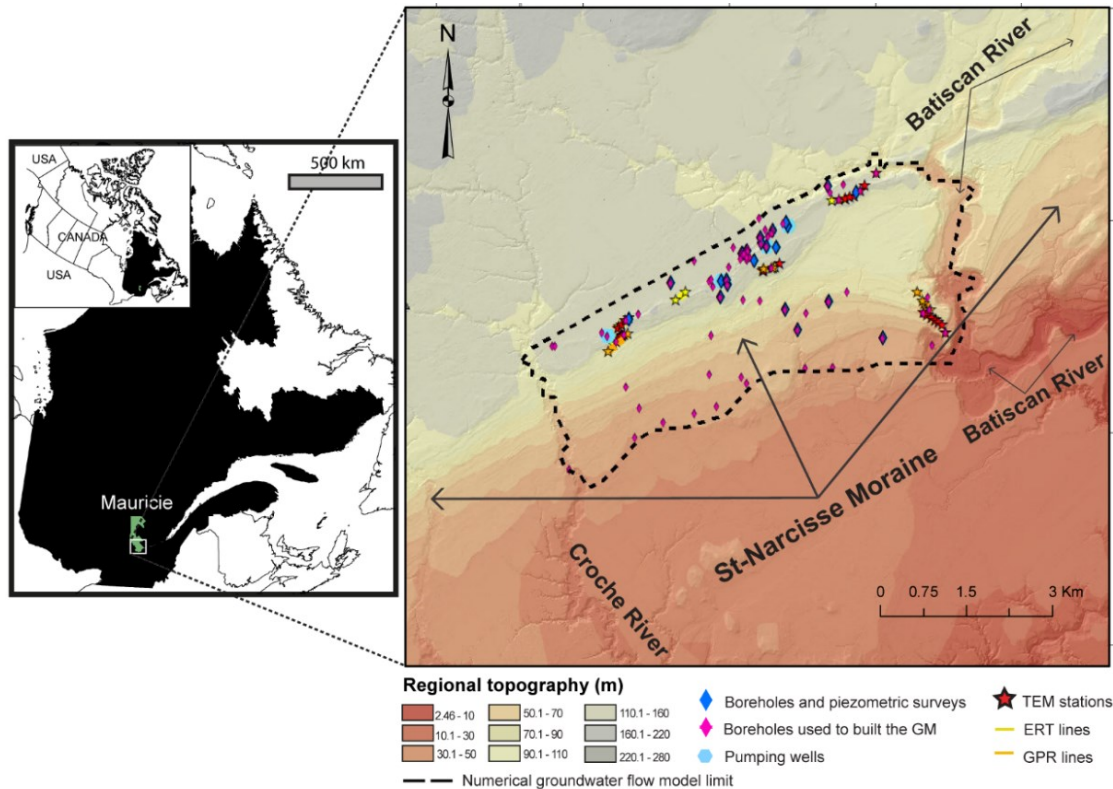 USA
CANADA
USA
500 km
Mauricie
N
Batiscan River
Batiscan River
St-Narcisse Moraine
Croche River
0 0.75 1.5 3 Km
Regional topography (m)
2.46 - 10
10.1 - 30
30.1 - 50
50.1 - 70
70.1 - 90
90.1 - 110
110.1 - 160
160.1 - 220
220.1 - 280
Numerical groundwater flow model limit
Boreholes and piezometric surveys
Boreholes used to built the GM
Pumping wells
TEM stations
ERT lines
GPR lines